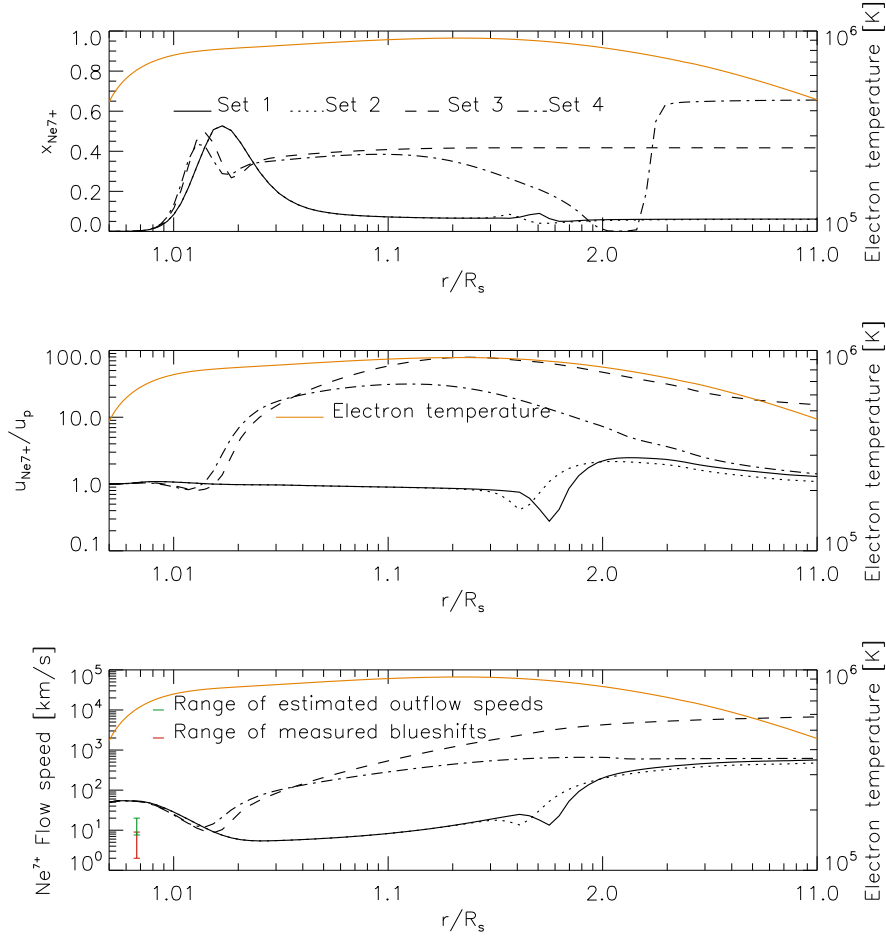 1.0
0.8
0.6
0.4
0.2
0.0
x_Ne7+
10^6
10^5
Electron temperature [K]
Set 1 Set 2 Set 3 Set 4
1.01 1.1 2.0 11.0
r/R_s
100.0
10.0
1.0
0.1
u_Ne7+/u_p
10^6
10^5
Electron temperature [K]
Electron temperature
1.01 1.1 2.0 11.0
r/R_s
10^5
10^4
10^3
10^2
10^1
10^0
Ne^7+ Flow speed [km/s]
10^6
10^5
Electron temperature [K]
Range of estimated outflow speeds
Range of measured blueshifts
1.01 1.1 2.0 11.0
r/R_s